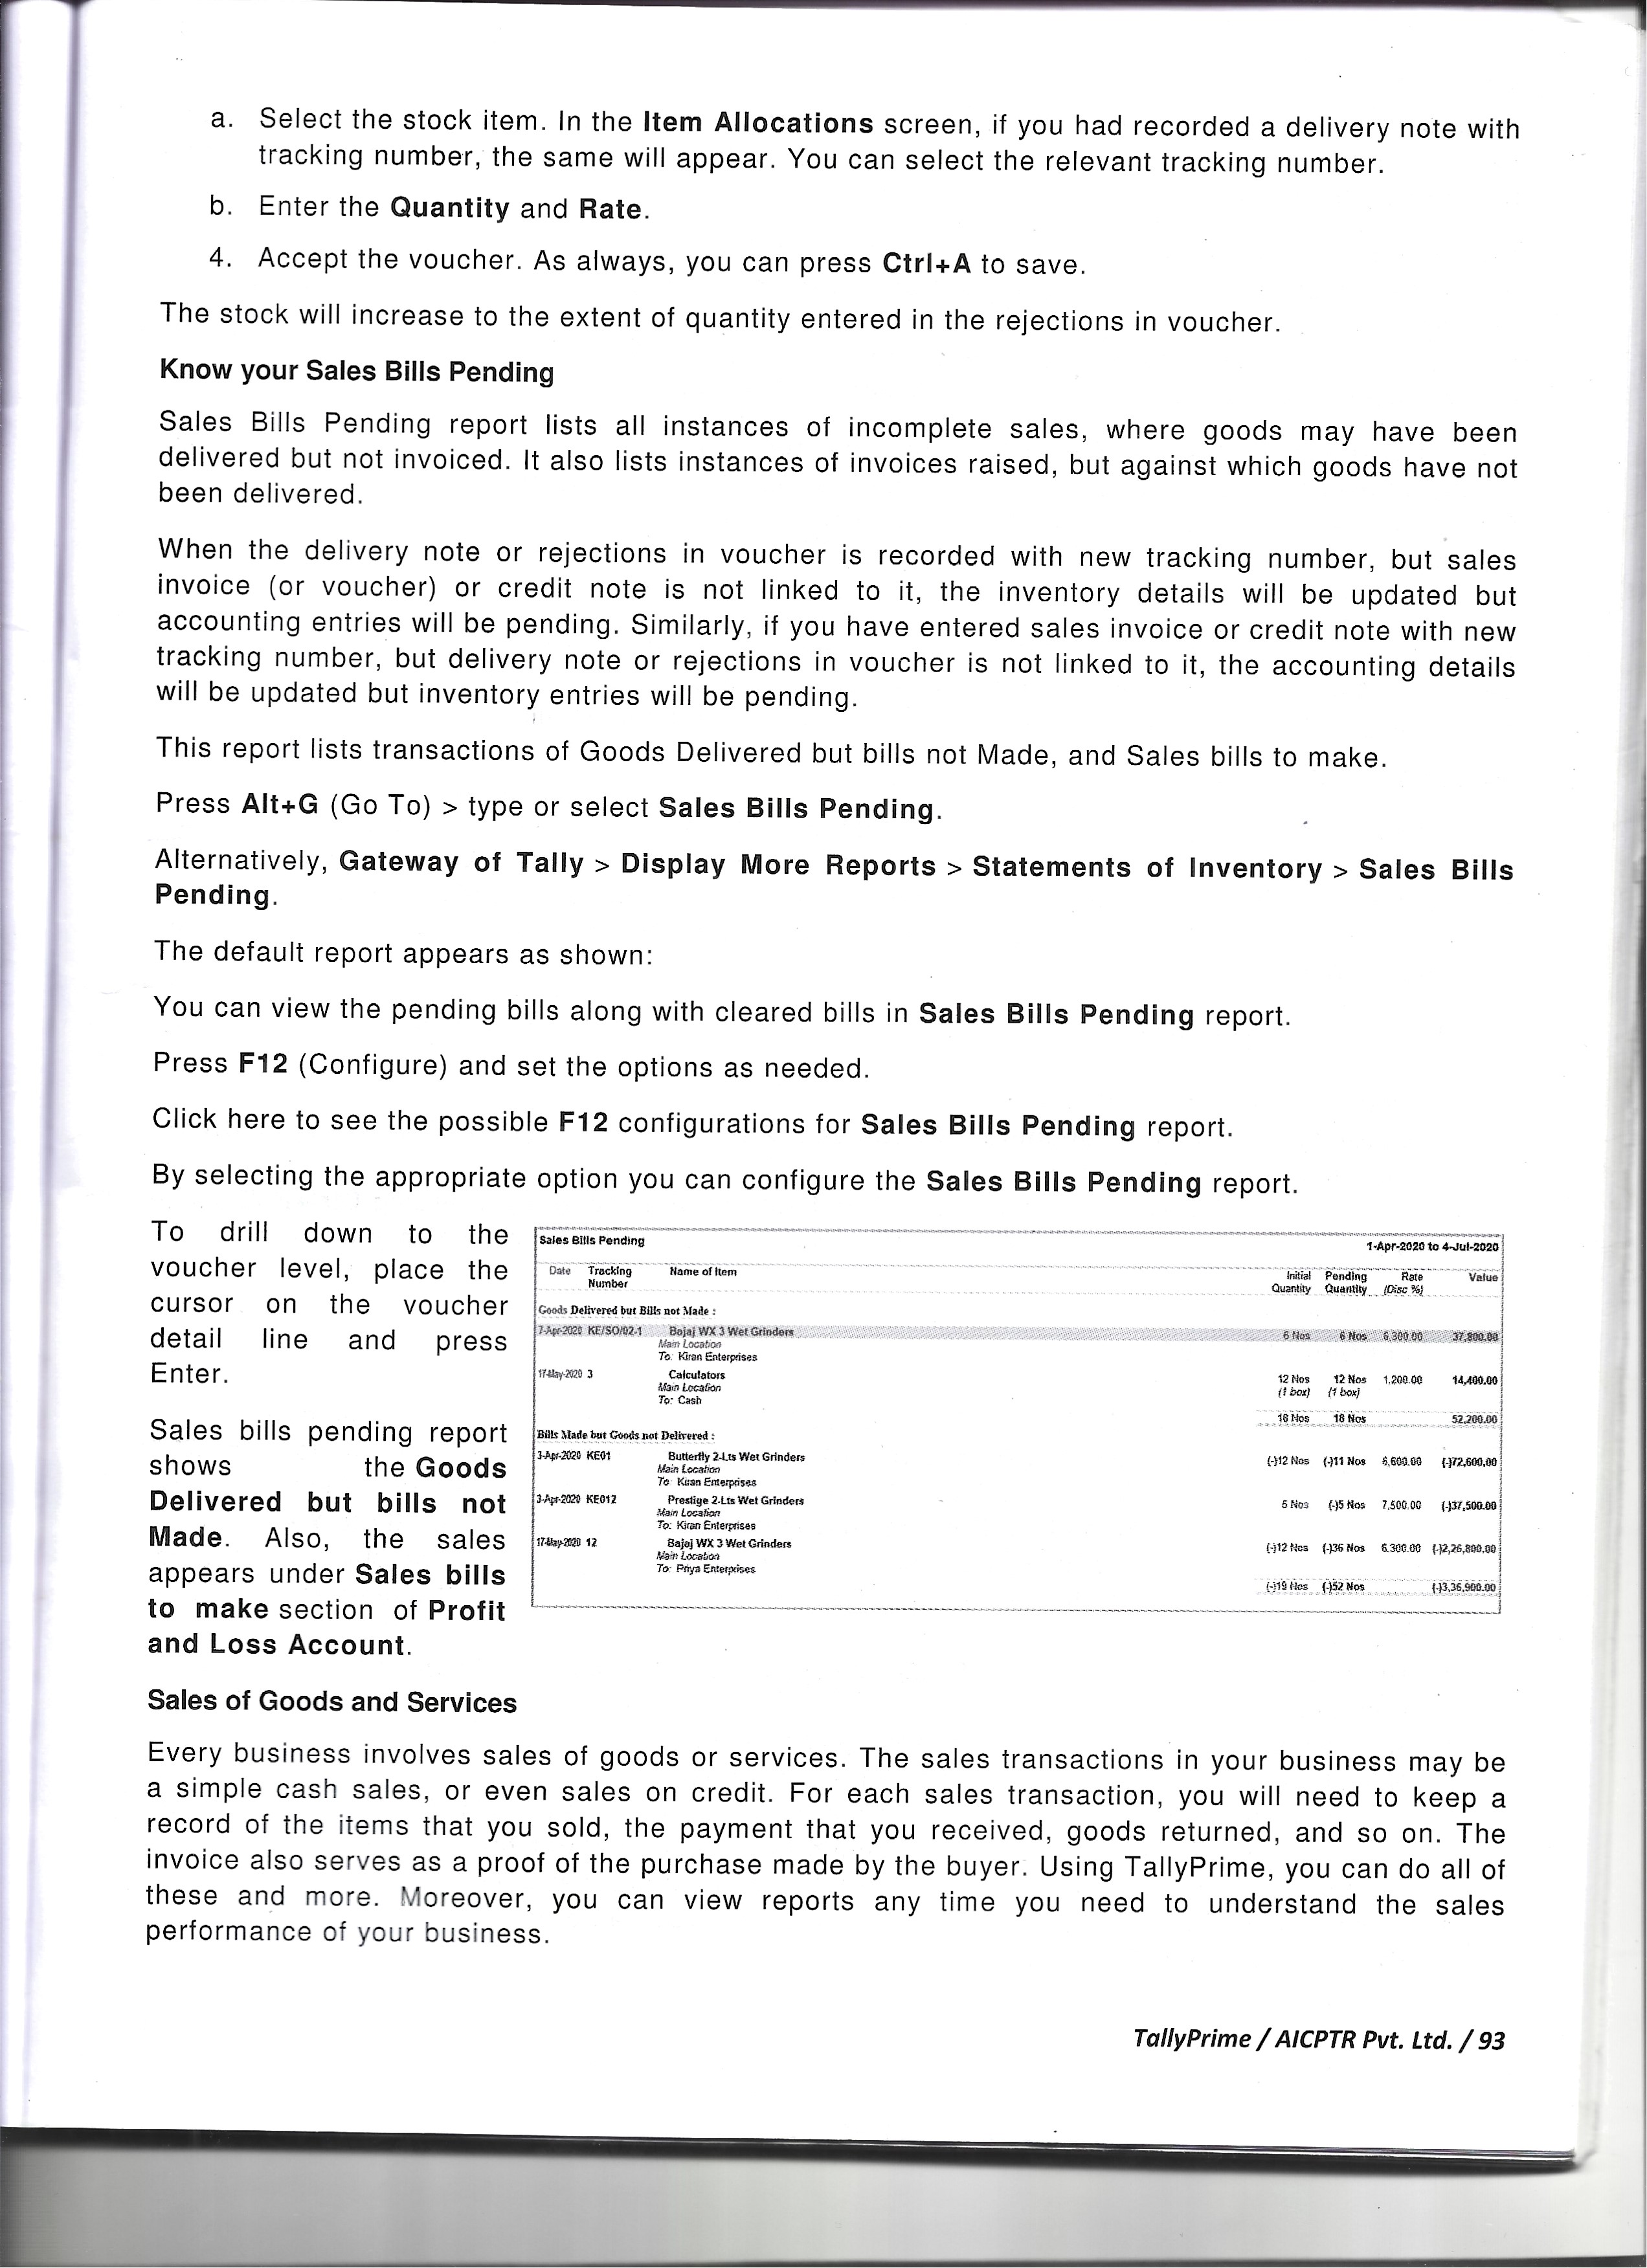 a. Select the stock item. In the Item Allocations screen, if you had recorded a delivery note with
tracking number, the same will appear. You can select the relevant tracking number.
b. Enter the Quantity and Rate.
4. Accept the voucher. As always, you can press Ctrl+A to save.
The stock will increase to the extent of quantity entered in the rejections in voucher.
Know your Sales Bills Pending
Sales Bills Pending report lists all instances of incomplete sales, where goods may have been
delivered but not invoiced. It also lists instances of invoices raised, but against which goods have not
been delivered.
When the delivery note or rejections in voucher is recorded with new tracking number, but sales
invoice (or voucher) or credit note is not linked to it, the inventory details will be updated but
accounting entries will be pending. Similarly, if you have entered sales invoice or credit note with new
tracking number, but delivery note or rejections in voucher is not linked to it, the accounting details
will be updated but inventory entries will be pending.
This report lists transactions of Goods Delivered but bills not Made, and Sales bills to make.
Press Alt+G (Go To) > type or select Sales Bills Pending.
Alternatively, Gateway of Tally > Display More Reports > Statements of Inventory > Sales Bills
Pending.
The default report appears as shown:
You can view the pending bills along with cleared bills in Sales Bills Pending report.
Press F12 (Configure) and set the options as needed.
Click here to see the possible F12 configurations for Sales Bills Pending report.
By selecting the appropriate option you can configure the Sales Bills Pending report.
To drill down to the
voucher level, place the
cursor on the voucher
detail line and press
Enter.
Sales bills pending report
shows the Goods
Delivered but bills not
Made. Also, the sales
appears under Sales bills
to make section of Profit
and Loss Account.
Sales Bills Pending 1-Apr-2020 to 4-Jul-2020
Date Tracking Name of Item Initial Pending Rate Value
Number Quantity Quantity (Disc %)
Goods Delivered but Bills not Made :
7-Apr-2020 KE/SO/02-1 Bajaj WX 3 Wet Grinders 6 Nos 6 Nos 6,300.00 37,800.00
Main Location
To: Kiran Enterprises
17-May-2020 3 Calculators 12 Nos 12 Nos 1,200.00 14,400.00
Main Location (1 box) (1 box)
To: Cash
18 Nos 18 Nos 52,200.00
Bills Made but Goods not Delivered :
3-Apr-2020 KE01 Butterfly 2-Lts Wet Grinders (-)12 Nos (-)11 Nos 6,600.00 (-)72,600.00
Main Location
To: Kiran Enterprises
3-Apr-2020 KE012 Prestige 2-Lts Wet Grinders 5 Nos (-)5 Nos 7,500.00 (-)37,500.00
Main Location
To: Kiran Enterprises
17-May-2020 12 Bajaj WX 3 Wet Grinders (-)12 Nos (-)36 Nos 6,300.00 (-)2,26,800.00
Main Location
To: Priya Enterprises
(-)19 Nos (-)52 Nos (-)3,36,900.00
Sales of Goods and Services
Every business involves sales of goods or services. The sales transactions in your business may be
a simple cash sales, or even sales on credit. For each sales transaction, you will need to keep a
record of the items that you sold, the payment that you received, goods returned, and so on. The
invoice also serves as a proof of the purchase made by the buyer. Using TallyPrime, you can do all of
these and more. Moreover, you can view reports any time you need to understand the sales
performance of your business.
TallyPrime / AICPTR Pvt. Ltd. / 93